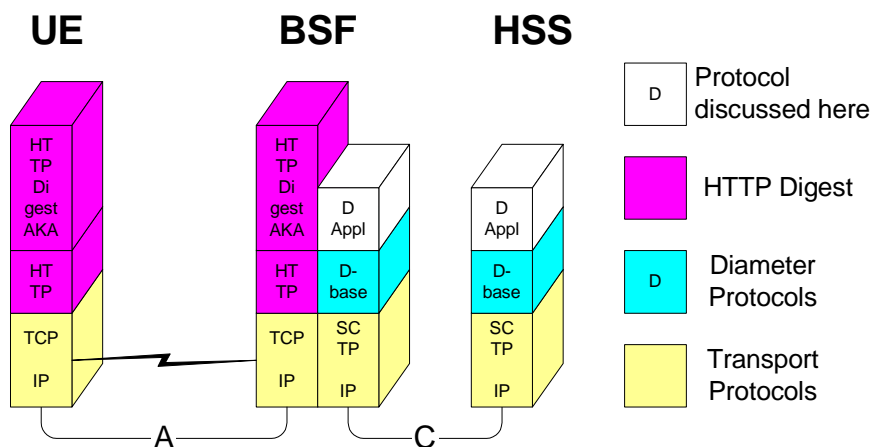 UE
BSF
HSS
HT
TP
Di
gest
AKA
HT
TP
TCP
IP
HT
TP
Di
gest
AKA
HT
TP
TCP
IP
D
Appl
D-
base
SC
TP
IP
D
Appl
D-
base
SC
TP
IP
A
C
D
Protocol
discussed here
HTTP Digest
D
Diameter
Protocols
Transport
Protocols